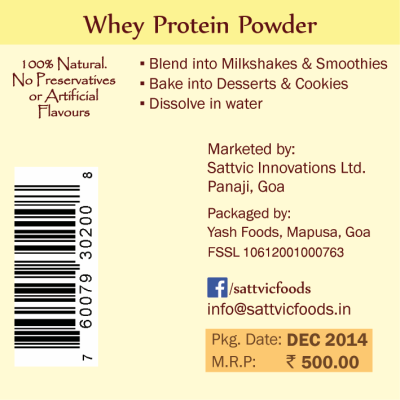 Whey Protein Powder
100% Natural.
No Preservatives
or Artificial
Flavours
▪ Blend into Milkshakes & Smoothies
▪ Bake into Desserts & Cookies
▪ Dissolve in water
Marketed by:
Sattvic Innovations Ltd.
Panaji, Goa
Packaged by:
Yash Foods, Mapusa, Goa
FSSL 10612001000763
f/sattvicfoods
info@sattvicfoods.in
Pkg. Date: DEC 2014
M.R.P: ₹ 500.00
7 60079 30200 8